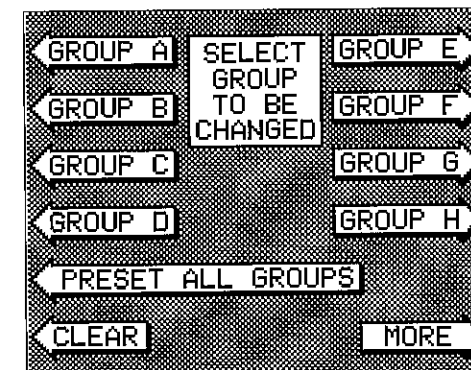 GROUP A
SELECT
GROUP
TO BE
CHANGED
GROUP E
GROUP B
GROUP F
GROUP C
GROUP G
GROUP D
GROUP H
PRESET ALL GROUPS
CLEAR
MORE